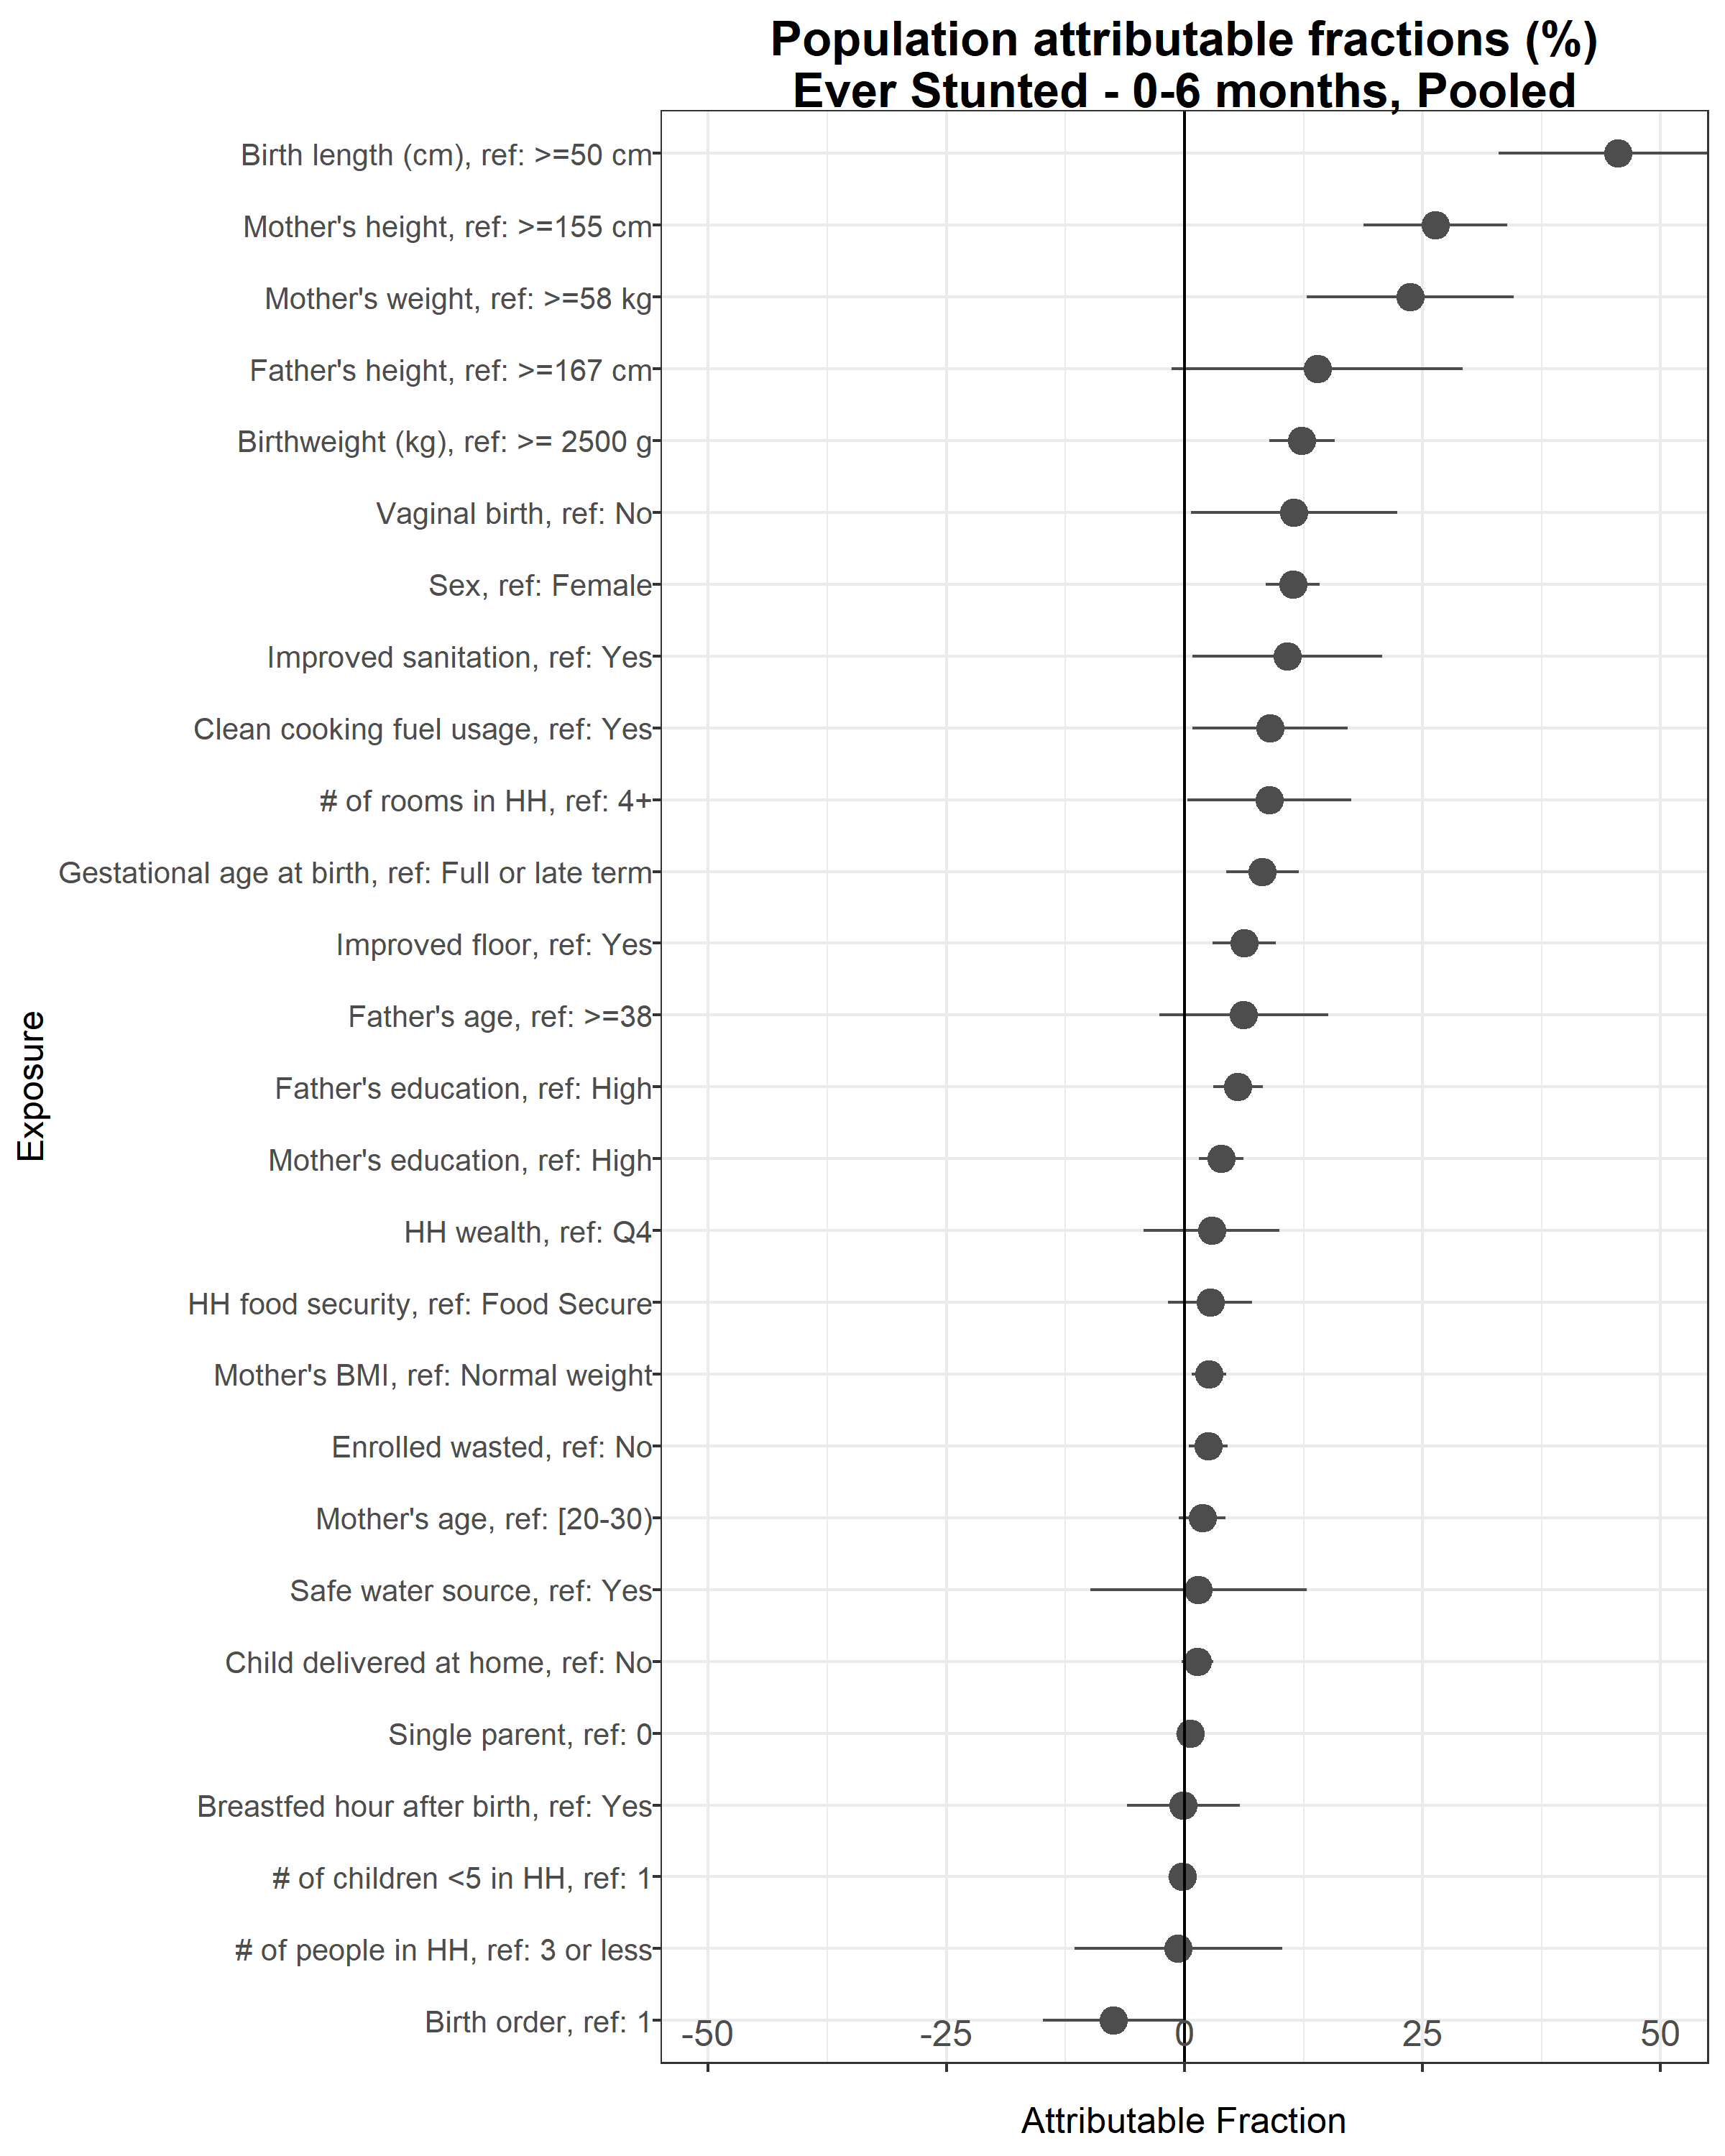 Population attributable fractions (%)
Ever Stunted - 0-6 months, Pooled
Birth length (cm), ref: >=50 cm
Mother's height, ref: >=155 cm
Mother's weight, ref: >=58 kg
Father's height, ref: >=167 cm
Birthweight (kg), ref: >= 2500 g
Vaginal birth, ref: No
Sex, ref: Female
Improved sanitation, ref: Yes
Clean cooking fuel usage, ref: Yes
# of rooms in HH, ref: 4+
Gestational age at birth, ref: Full or late term
Improved floor, ref: Yes
Father's age, ref: >=38
Father's education, ref: High
Mother's education, ref: High
HH wealth, ref: Q4
HH food security, ref: Food Secure
Mother's BMI, ref: Normal weight
Enrolled wasted, ref: No
Mother's age, ref: [20-30)
Safe water source, ref: Yes
Child delivered at home, ref: No
Single parent, ref: 0
Breastfed hour after birth, ref: Yes
# of children <5 in HH, ref: 1
# of people in HH, ref: 3 or less
Birth order, ref: 1
Exposure
-50 -25 0 25 50
Attributable Fraction